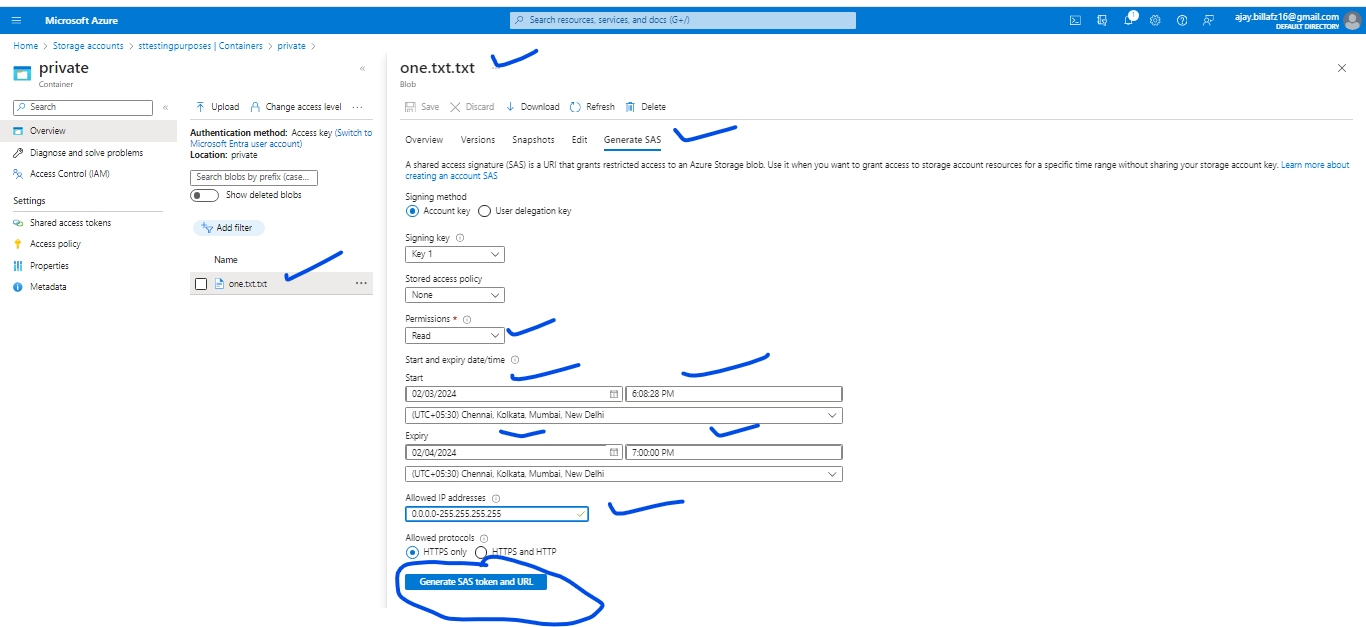 Microsoft Azure
Search resources, services, and docs (G+/)
1
ajay.billafz16@gmail.com
DEFAULT DIRECTORY
Home > Storage accounts > sttestingpurposes | Containers > private >
private
Container
Search
Overview
Diagnose and solve problems
Access Control (IAM)
Settings
Shared access tokens
Access policy
Properties
Metadata
Upload Change access level ...
Authentication method: Access key (Switch to
Microsoft Entra user account)
Location: private
Search blobs by prefix (case...
Show deleted blobs
Add filter
Name
one.txt.txt ...
one.txt.txt
Blob
Save Discard Download Refresh Delete
Overview Versions Snapshots Edit Generate SAS
A shared access signature (SAS) is a URI that grants restricted access to an Azure Storage blob. Use it when you want to grant access to storage account resources for a specific time range without sharing your storage account key. Learn more about
creating an account SAS
Signing method
Account key User delegation key
Signing key
Key 1
Stored access policy
None
Permissions *
Read
Start and expiry date/time
Start
02/03/2024 6:08:28 PM
(UTC+05:30) Chennai, Kolkata, Mumbai, New Delhi
Expiry
02/04/2024 7:00:00 PM
(UTC+05:30) Chennai, Kolkata, Mumbai, New Delhi
Allowed IP addresses
0.0.0.0-255.255.255.255
Allowed protocols
HTTPS only HTTPS and HTTP
Generate SAS token and URL